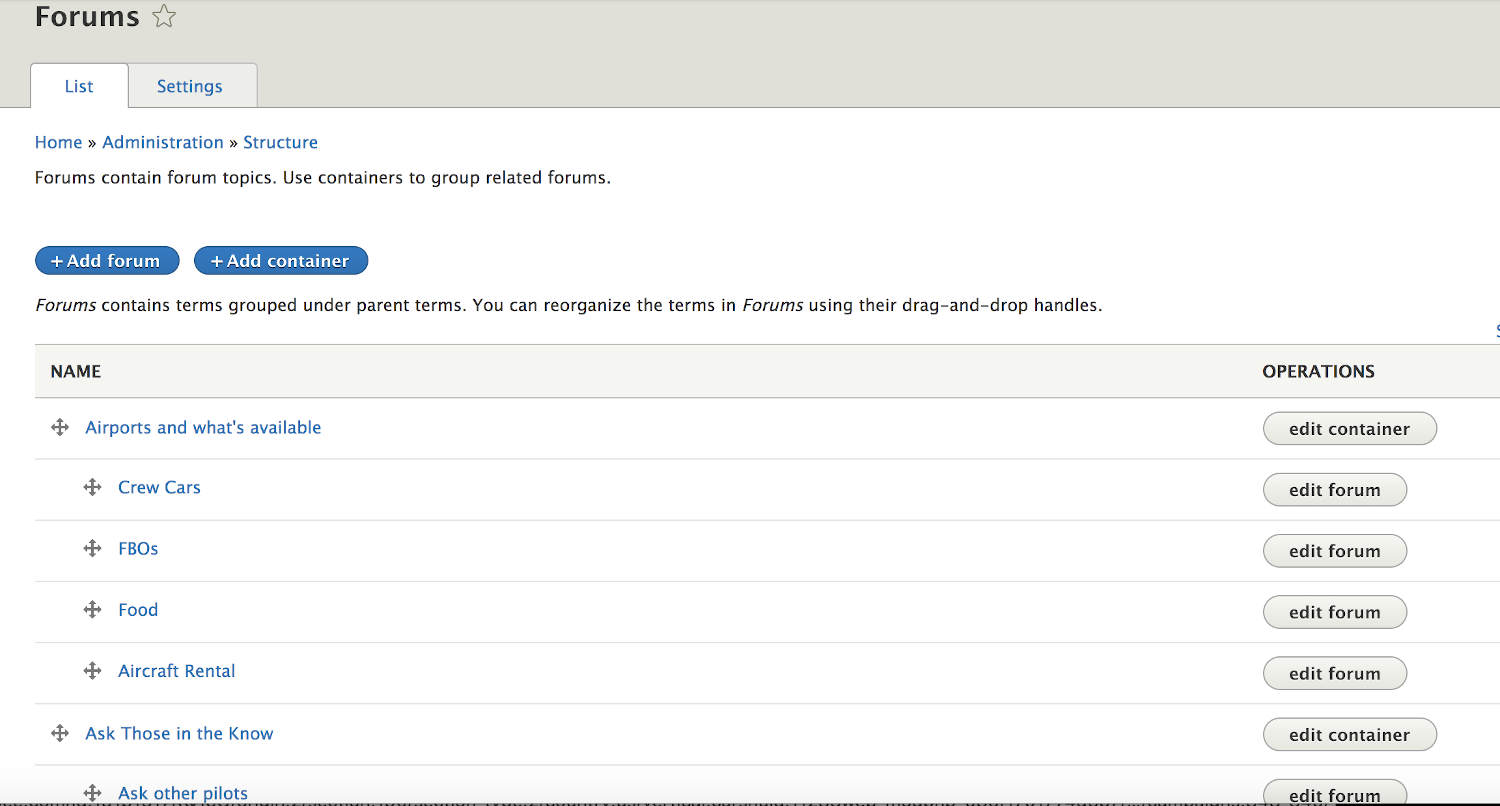 Forums
List Settings
Home » Administration » Structure
Forums contain forum topics. Use containers to group related forums.
+ Add forum + Add container
Forums contains terms grouped under parent terms. You can reorganize the terms in Forums using their drag-and-drop handles.
NAME OPERATIONS
Airports and what's available edit container
Crew Cars edit forum
FBOs edit forum
Food edit forum
Aircraft Rental edit forum
Ask Those in the Know edit container
Ask other pilots edit forum